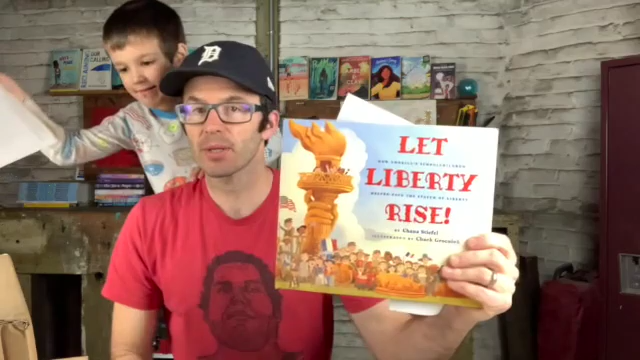 LET
HOW AMERICA'S SCHOOLCHILDREN
LIBERTY
HELPED SAVE THE STATUE OF LIBERTY
RISE!
BY Chana Stiefel
ILLUSTRATED BY Chuck Groenink
D